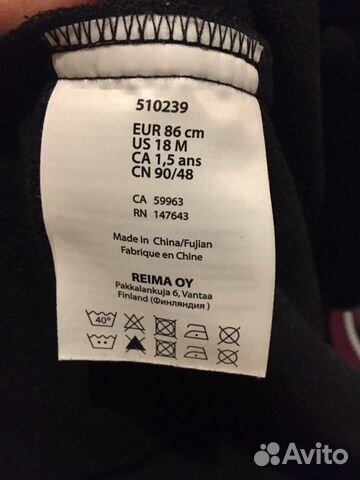 510239
EUR 86 cm
US 18 M
CA 1,5 ans
CN 90/48
CA 59963
RN 147643
Made in China/Fujian
Fabrique en Chine
REIMA OY
Pakkalankuja 6, Vantaa
Finland (Финляндия )
40°
Avito